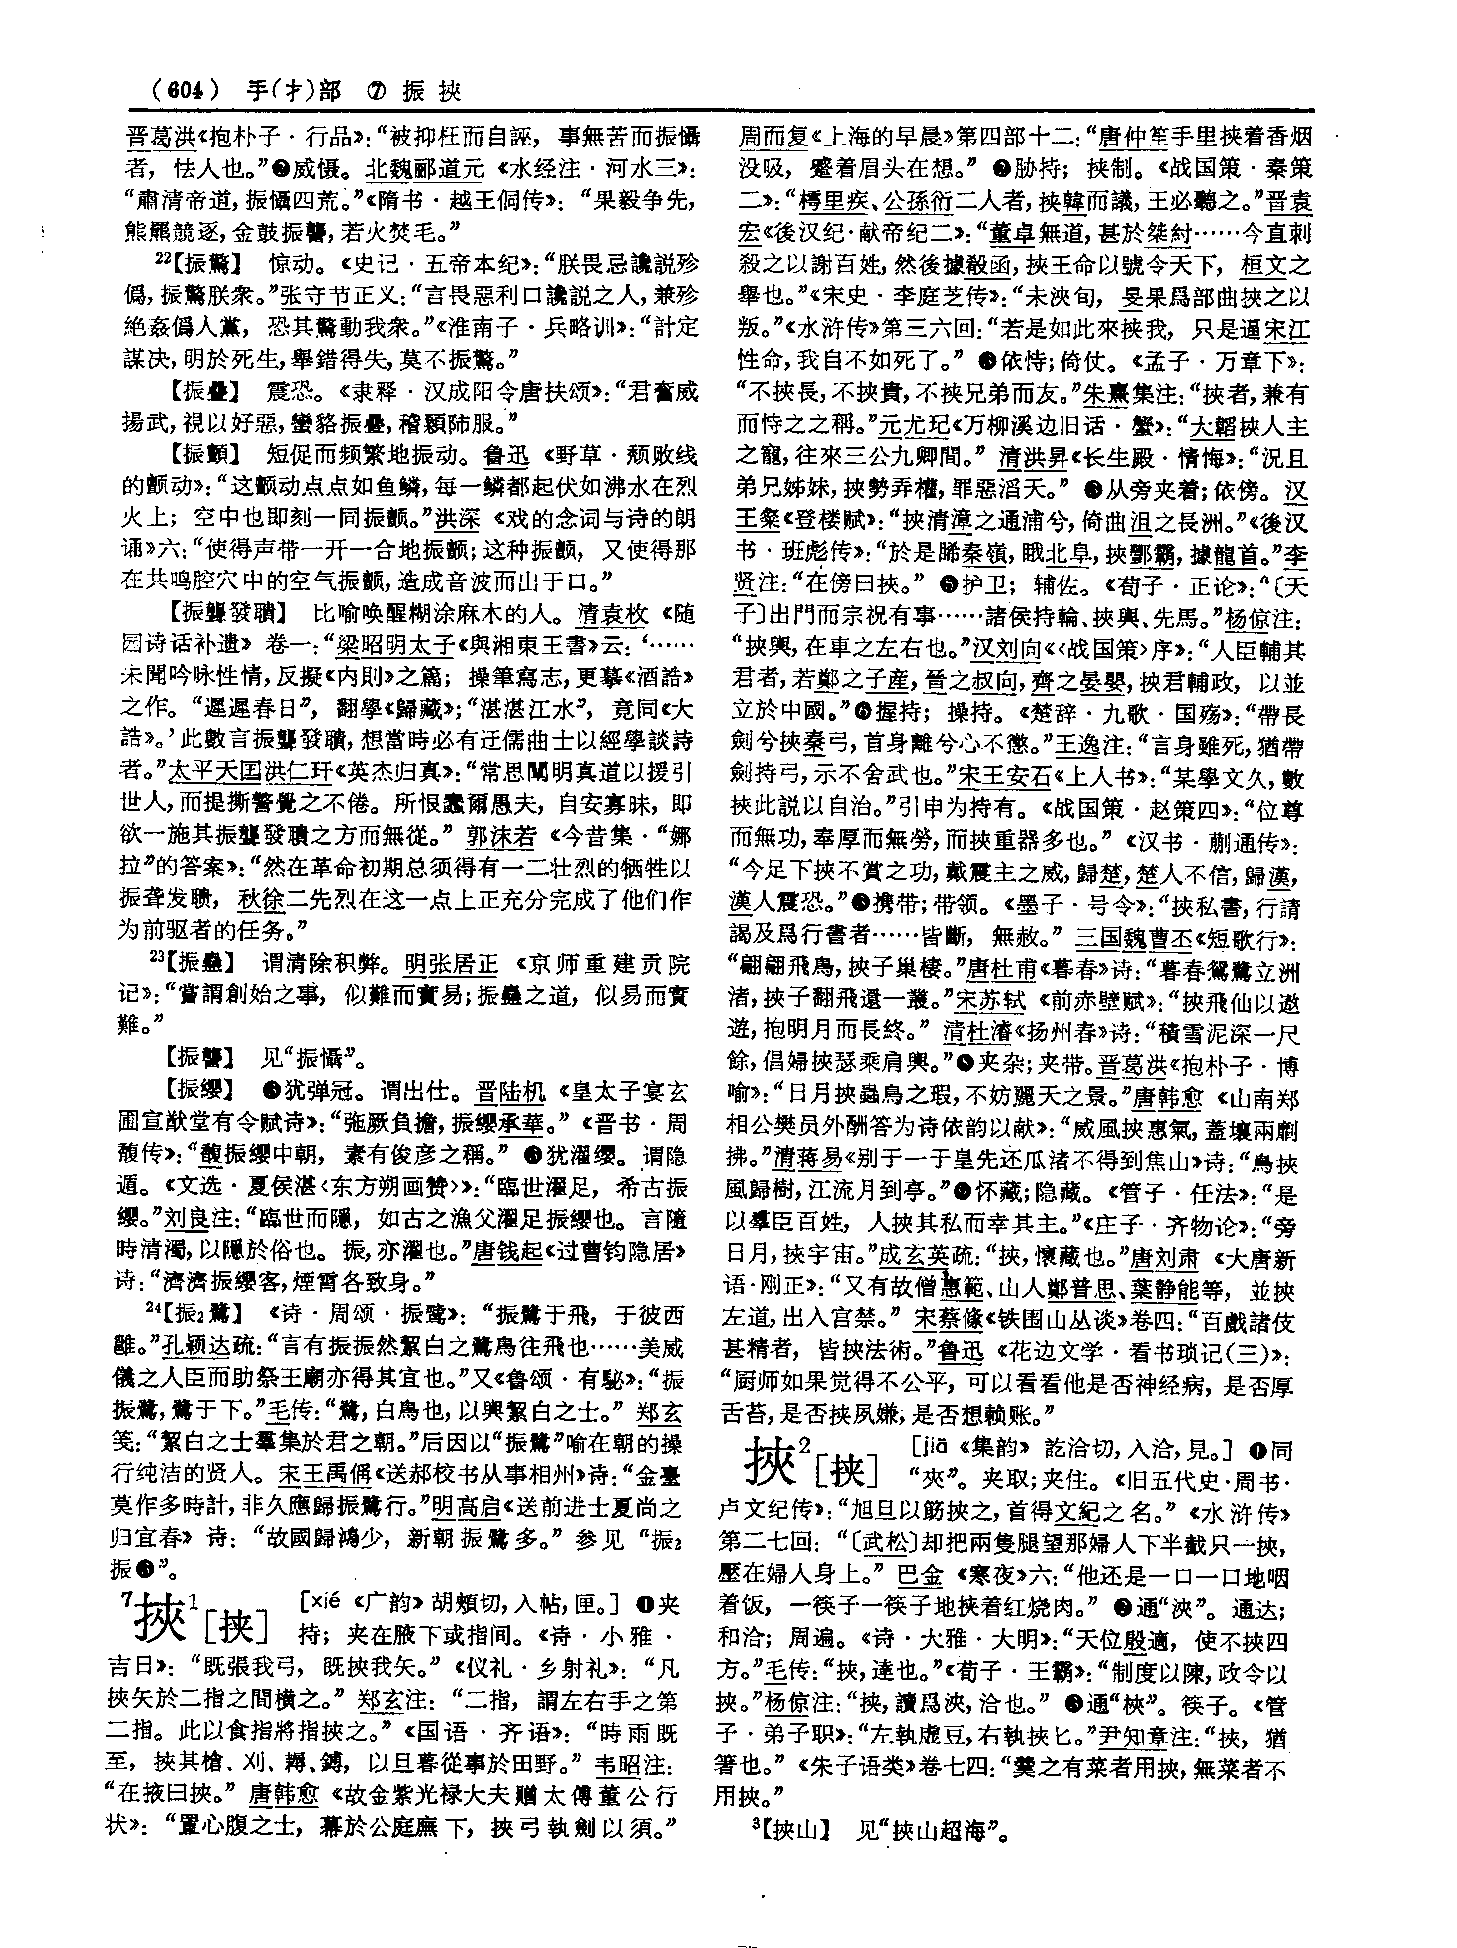 (604) 手(扌)部 ⑦ 振 挾
晋葛洪《抱朴子·行品》：“被抑枉而自誣，事無苦而振懾
者，怯人也。”❷威慑。北魏郦道元《水经注·河水三》：
“肅清帝道，振懾四荒。”《隋书·越王侗传》：“果毅争先，
熊羆競逐，金鼓振讋，若火焚毛。”
22【振驚】 惊动。《史记·五帝本纪》：“朕畏忌讒説殄
僞，振驚朕衆。”张守节正义：“言畏惡利口讒説之人，兼殄
絶姦僞人黨，恐其驚動我衆。”《淮南子·兵略训》：“計定
謀决，明於死生，舉錯得失，莫不振驚。”
【振疊】 震恐。《隶释·汉成阳令唐扶颂》：“君奮威
揚武，視以好惡，蠻貉振疊，稽顙陏服。”
【振顫】 短促而频繁地振动。鲁迅《野草·颓败线
的颤动》：“这颤动点点如鱼鳞，每一鳞都起伏如沸水在烈
火上；空中也即刻一同振颤。”洪深《戏的念词与诗的朗
诵》六：“使得声带一开一合地振颤；这种振颤，又使得那
在共鸣腔穴中的空气振颤，造成音波而出于口。”
【振聾發聵】 比喻唤醒糊涂麻木的人。清袁枚《随
园诗话补遗》卷一：“梁昭明太子《與湘東王書》云：‘……
未聞吟咏性情，反擬《内則》之篇；操筆寫志，更摹《酒誥》
之作。“遲遲春日”，翻學《歸藏》；“湛湛江水”，竟同《大
誥》。’此數言振聾發聵，想當時必有迂儒曲士以經學談詩
者。”太平天囯洪仁玕《英杰归真》：“常思闡明真道以援引
世人，而提撕警覺之不倦。所恨蠢爾愚夫，自安寡昧，即
欲一施其振聾發聵之方而無從。”郭沫若《今昔集·“娜
拉”的答案》：“然在革命初期总须得有一二壮烈的牺牲以
振聋发聩，秋徐二先烈在这一点上正充分完成了他们作
为前驱者的任务。”
23【振蠱】 谓清除积弊。明张居正《京师重建贡院
记》：“嘗謂創始之事，似難而實易；振蠱之道，似易而實
難。”
【振讋】 见“振懾”。
【振缨】 ❶犹弹冠。谓出仕。晋陆机《皇太子宴玄
圃宣猷堂有令赋诗》：“弛厥負擔，振缨承華。”《晋书·周
馥传》：“馥振缨中朝，素有俊彦之稱。”❷犹濯缨。谓隐
遁。《文选·夏侯湛〈东方朔画赞〉》：“臨世濯足，希古振
缨。”刘良注：“臨世而隱，如古之漁父濯足振缨也。言隨
時清濁，以隱於俗也。振，亦濯也。”唐钱起《过曹钧隐居》
诗：“濟濟振缨客，煙霄各致身。”
24【振2鷺】 《诗·周颂·振鹭》：“振鷺于飛，于彼西
雝。”孔颖达疏：“言有振振然絜白之鷺鳥往飛也……美威
儀之人臣而助祭王廟亦得其宜也。”又《鲁颂·有駜》：“振
振鷺，鷺于下。”毛传：“鷺，白鳥也，以興絜白之士。”郑玄
笺：“絜白之士羣集於君之朝。”后因以“振鷺”喻在朝的操
行纯洁的贤人。宋王禹偁《送郝校书从事相州》诗：“金臺
莫作多時計，非久應歸振鷺行。”明高启《送前进士夏尚之
归宜春》诗：“故國歸鴻少，新朝振鷺多。”参见“振2
振❸”。
7挾1［挟］ [xié《广韵》胡頰切，入帖，匣。] ❶夹
持；夹在腋下或指间。《诗·小雅·
吉日》：“既張我弓，既挾我矢。”《仪礼·乡射礼》：“凡
挾矢於二指之間横之。”郑玄注：“二指，謂左右手之第
二指。此以食指將指挾之。”《国语·齐语》：“時雨既
至，挾其槍、刈、耨、鎛，以旦暮從事於田野。”韦昭注：
“在掖曰挾。”唐韩愈《故金紫光禄大夫赠太傅董公行
状》：“置心腹之士，幕於公庭廡下，挾弓執劍以須。”
周而复《上海的早晨》第四部十二：“唐仲笙手里挾着香烟
没吸，蹙着眉头在想。”❷胁持；挟制。《战国策·秦策
二》：“樗里疾、公孫衍二人者，挾韓而議，王必聽之。”晋袁
宏《後汉纪·献帝纪二》：“董卓無道，甚於桀紂……今直刺
殺之以謝百姓，然後據殽函，挾王命以號令天下，桓文之
舉也。”《宋史·李庭芝传》：“未浹旬，旻果爲部曲挾之以
叛。”《水浒传》第三六回：“若是如此來挾我，只是逼宋江
性命，我自不如死了。”❸依恃；倚仗。《孟子·万章下》：
“不挾長，不挾貴，不挾兄弟而友。”朱熹集注：“挾者，兼有
而恃之之稱。”元尤玘《万柳溪边旧话·蟹》：“大韜挾人主
之寵，往來三公九卿間。”清洪昇《长生殿·情悔》：“況且
弟兄姊妹，挾勢弄權，罪惡滔天。”❹从旁夹着；依傍。汉
王粲《登楼赋》：“挾清漳之通浦兮，倚曲沮之長洲。”《後汉
书·班彪传》：“於是睎秦嶺，睋北阜，挾酆霸，據龍首。”李
贤注：“在傍曰挾。”❺护卫；辅佐。《荀子·正论》：“〔天
子〕出門而宗祝有事……諸侯持輪、挾輿、先馬。”杨倞注：
“挾輿，在車之左右也。”汉刘向《〈战国策〉序》：“人臣輔其
君者，若鄭之子産，晉之叔向，齊之晏嬰，挾君輔政，以並
立於中國。”❻握持；操持。《楚辞·九歌·国殇》：“帶長
劍兮挾秦弓，首身離兮心不懲。”王逸注：“言身雖死，猶帶
劍持弓，示不舍武也。”宋王安石《上人书》：“某學文久，數
挾此説以自治。”引申为持有。《战国策·赵策四》：“位尊
而無功，奉厚而無勞，而挾重器多也。”《汉书·蒯通传》：
“今足下挾不賞之功，戴震主之威，歸楚，楚人不信，歸漢，
漢人震恐。”❼携带；带领。《墨子·号令》：“挾私書，行請
謁及爲行書者……皆斷，無赦。”三国魏曹丕《短歌行》：
“翩翩飛鳥，挾子巢棲。”唐杜甫《暮春》诗：“暮春鴛鷺立洲
渚，挾子翻飛還一叢。”宋苏轼《前赤壁赋》：“挾飛仙以遨
遊，抱明月而長終。”清杜濬《扬州春》诗：“積雪泥深一尺
餘，倡婦挾瑟乘肩輿。”❽夹杂；夹带。晋葛洪《抱朴子·博
喻》：“日月挾蟲鳥之瑕，不妨麗天之景。”唐韩愈《山南郑
相公樊员外酬答为诗依韵以献》：“威風挾惠氣，蓋壤兩劘
拂。”清蒋易《别于一于皇先还瓜渚不得到焦山》诗：“鳥挾
風歸樹，江流月到亭。”❾怀藏；隐藏。《管子·任法》：“是
以羣臣百姓，人挾其私而幸其主。”《庄子·齐物论》：“旁
日月，挾宇宙。”成玄英疏：“挾，懷藏也。”唐刘肃《大唐新
语·刚正》：“又有故僧惠範、山人鄭普思、葉静能等，並挾
左道，出入宫禁。”宋蔡絛《铁围山丛谈》卷四：“百戲諸伎
甚精者，皆挾法術。”鲁迅《花边文学·看书琐记（三）》：
“厨师如果觉得不公平，可以看看他是否神经病，是否厚
舌苔，是否挟夙嫌，是否想赖账。”
挾2［挟］ [jiā《集韵》訖洽切，入洽，見。] ❶同
“夾”。夹取；夹住。《旧五代史·周书·
卢文纪传》：“旭旦以筯挾之，首得文紀之名。”《水浒传》
第二七回：“〔武松〕却把兩隻腿望那婦人下半截只一挾，
壓在婦人身上。”巴金《寒夜》六：“他还是一口一口地咽
着饭，一筷子一筷子地挟着红烧肉。”❷通“浹”。通达；
和洽；周遍。《诗·大雅·大明》：“天位殷適，使不挾四
方。”毛传：“挾，達也。”《荀子·王霸》：“制度以陳，政令以
挾。”杨倞注：“挾，讀爲浹，洽也。”❸通“梜”。筷子。《管
子·弟子职》：“左執虚豆，右執挾匕。”尹知章注：“挾，猶
箸也。”《朱子语类》卷七四：“羹之有菜者用挾，無菜者不
用挾。”
3【挾山】 见“挾山超海”。